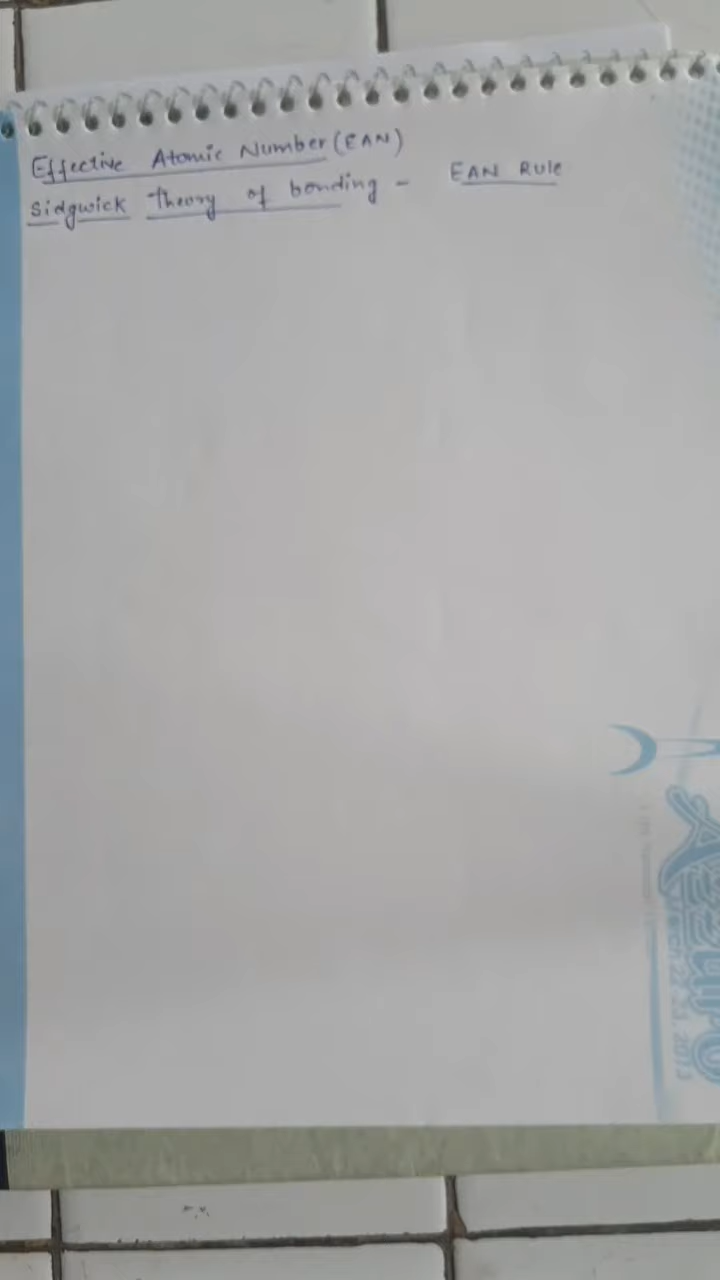 Effective Atomic Number (EAN)
Sidgwick Theory of bonding - EAN Rule